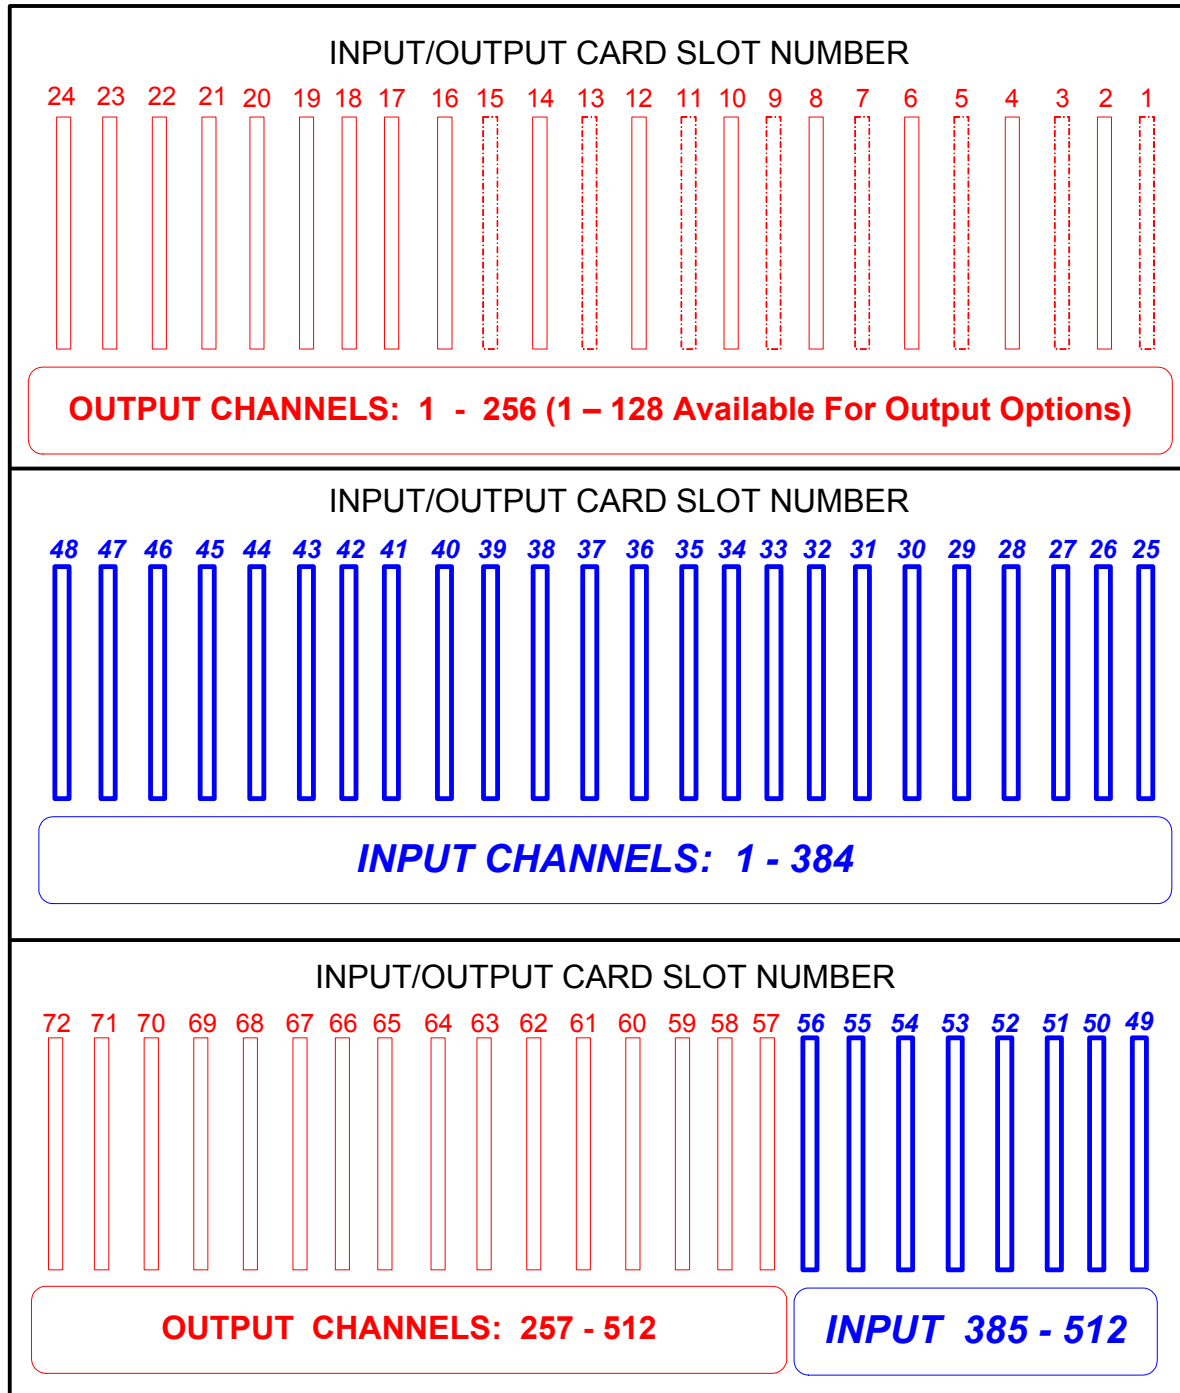 INPUT/OUTPUT CARD SLOT NUMBER
24 23 22 21 20 19 18 17 16 15 14 13 12 11 10 9 8 7 6 5 4 3 2 1
OUTPUT CHANNELS: 1 - 256 (1 – 128 Available For Output Options)
INPUT/OUTPUT CARD SLOT NUMBER
48 47 46 45 44 43 42 41 40 39 38 37 36 35 34 33 32 31 30 29 28 27 26 25
INPUT CHANNELS: 1 - 384
INPUT/OUTPUT CARD SLOT NUMBER
72 71 70 69 68 67 66 65 64 63 62 61 60 59 58 57 56 55 54 53 52 51 50 49
OUTPUT CHANNELS: 257 - 512
INPUT 385 - 512